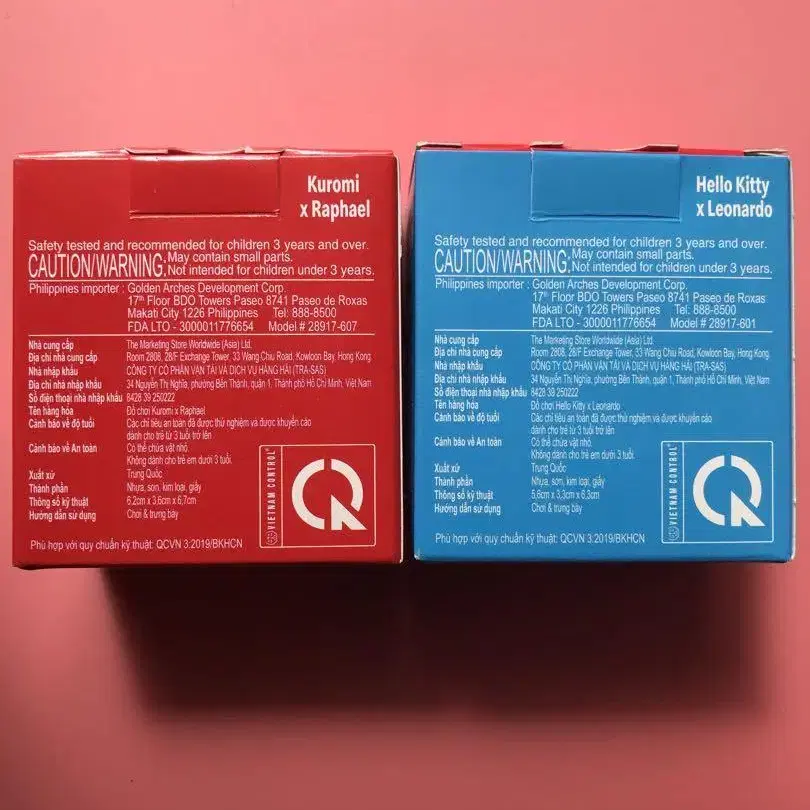 Kuromi
x Raphael
Safety tested and recommended for children 3 years and over.
CAUTION/WARNING: May contain small parts.
Not intended for children under 3 years.
Philippines importer : Golden Arches Development Corp.
17th Floor BDO Towers Paseo 8741 Paseo de Roxas
Makati City 1226 Philippines Tel: 888-8500
FDA LTO - 3000011776654 Model # 28917-607
Nhà cung cấp The Marketing Store Worldwide (Asia) Ltd.
Địa chỉ nhà cung cấp Room 2808, 28/F Exchange Tower, 33 Wang Chiu Road, Kowloon Bay, Hong Kong
Nhà nhập khẩu CÔNG TY CỔ PHẦN VẬN TẢI VÀ DỊCH VỤ HÀNG HẢI (TRA-SAS)
Địa chỉ nhà nhập khẩu 34 Nguyễn Thị Nghĩa, phường Bến Thành, quận 1, Thành phố Hồ Chí Minh, Việt Nam
Số điện thoại nhà nhập khẩu 8428 39 250222
Tên hàng hóa Đồ chơi Kuromi x Raphael
Cảnh báo về độ tuổi Các chỉ tiêu an toàn đã được thử nghiệm và được khuyến cáo
dành cho trẻ từ 3 tuổi trở lên
Cảnh báo về An toàn Có thể chứa vật nhỏ.
Không dành cho trẻ em dưới 3 tuổi.
Xuất xứ Trung Quốc
Thành phần Nhựa, sơn, kim loại, giấy
Thông số kỹ thuật 6,2cm x 3,6cm x 6,7cm
Hướng dẫn sử dụng Chơi & trưng bày
Phù hợp với quy chuẩn kỹ thuật: QCVN 3:2019/BKHCN
VIETNAM CONTROL
CR
Hello Kitty
x Leonardo
Safety tested and recommended for children 3 years and over.
CAUTION/WARNING: May contain small parts.
Not intended for children under 3 years.
Philippines importer : Golden Arches Development Corp.
17th Floor BDO Towers Paseo 8741 Paseo de Roxas
Makati City 1226 Philippines Tel: 888-8500
FDA LTO - 3000011776654 Model # 28917-601
Nhà cung cấp The Marketing Store Worldwide (Asia) Ltd.
Địa chỉ nhà cung cấp Room 2808, 28/F Exchange Tower, 33 Wang Chiu Road, Kowloon Bay, Hong Kong
Nhà nhập khẩu CÔNG TY CỔ PHẦN VẬN TẢI VÀ DỊCH VỤ HÀNG HẢI (TRA-SAS)
Địa chỉ nhà nhập khẩu 34 Nguyễn Thị Nghĩa, phường Bến Thành, quận 1, Thành phố Hồ Chí Minh, Việt Nam
Số điện thoại nhà nhập khẩu 8428 39 250222
Tên hàng hóa Đồ chơi Hello Kitty x Leonardo
Cảnh báo về độ tuổi Các chỉ tiêu an toàn đã được thử nghiệm và được khuyến cáo
dành cho trẻ từ 3 tuổi trở lên
Cảnh báo về An toàn Có thể chứa vật nhỏ.
Không dành cho trẻ em dưới 3 tuổi.
Xuất xứ Trung Quốc
Thành phần Nhựa, sơn, kim loại, giấy
Thông số kỹ thuật 5,6cm x 3,3cm x 6,3cm
Hướng dẫn sử dụng Chơi & trưng bày
Phù hợp với quy chuẩn kỹ thuật: QCVN 3:2019/BKHCN
VIETNAM CONTROL
CR